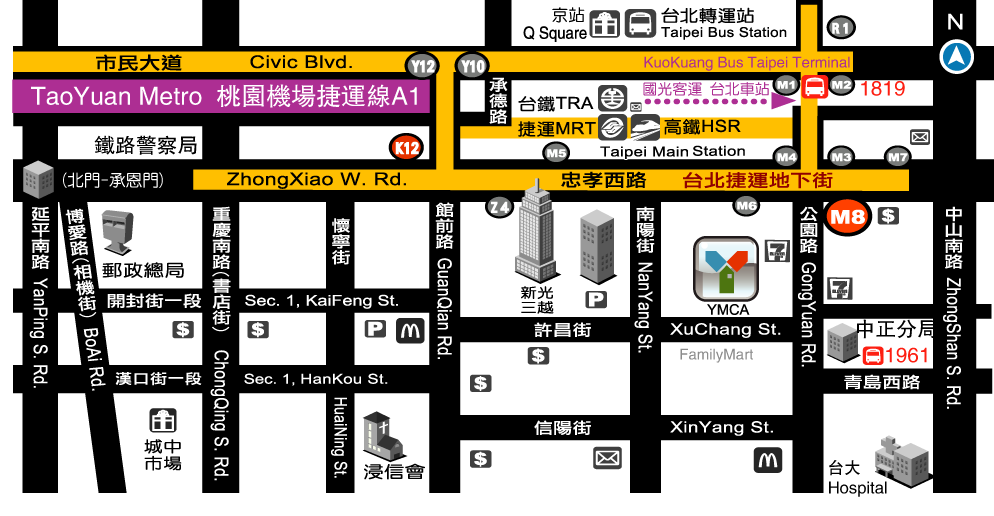 京站
Q Square
台北轉運站
Taipei Bus Station
R1
N
市民大道 Civic Blvd.
Y12
Y10
KuoKuang Bus Taipei Terminal
TaoYuan Metro 桃園機場捷運線A1
承德路
台鐵TRA
國光客運 台北車站
M1
M2
1819
捷運MRT
高鐵HSR
鐵路警察局
K12
M5
Taipei Main Station
M4
M3
M7
(北門-承恩門)
ZhongXiao W. Rd.
忠孝西路
台北捷運地下街
延平南路 YanPing S. Rd.
博愛路(相機街) BoAi Rd.
郵政總局
重慶南路(書店街) ChongQing S. Rd.
懷寧街
HuaiNing St.
館前路 GuanQian Rd.
Z4
新光
三越
P
南陽街 NanYang St.
M6
YMCA
7
ELEVEN
公園路 GongYuan Rd.
M8
$
7
ELEVEN
中山南路 ZhongShan S. Rd.
開封街一段 Sec. 1, KaiFeng St.
$
$
P
許昌街
XuChang St.
FamilyMart
中正分局
1961
$
漢口街一段 Sec. 1, HanKou St.
$
青島西路
城中
市場
浸信會
信陽街
XinYang St.
$
台大
Hospital